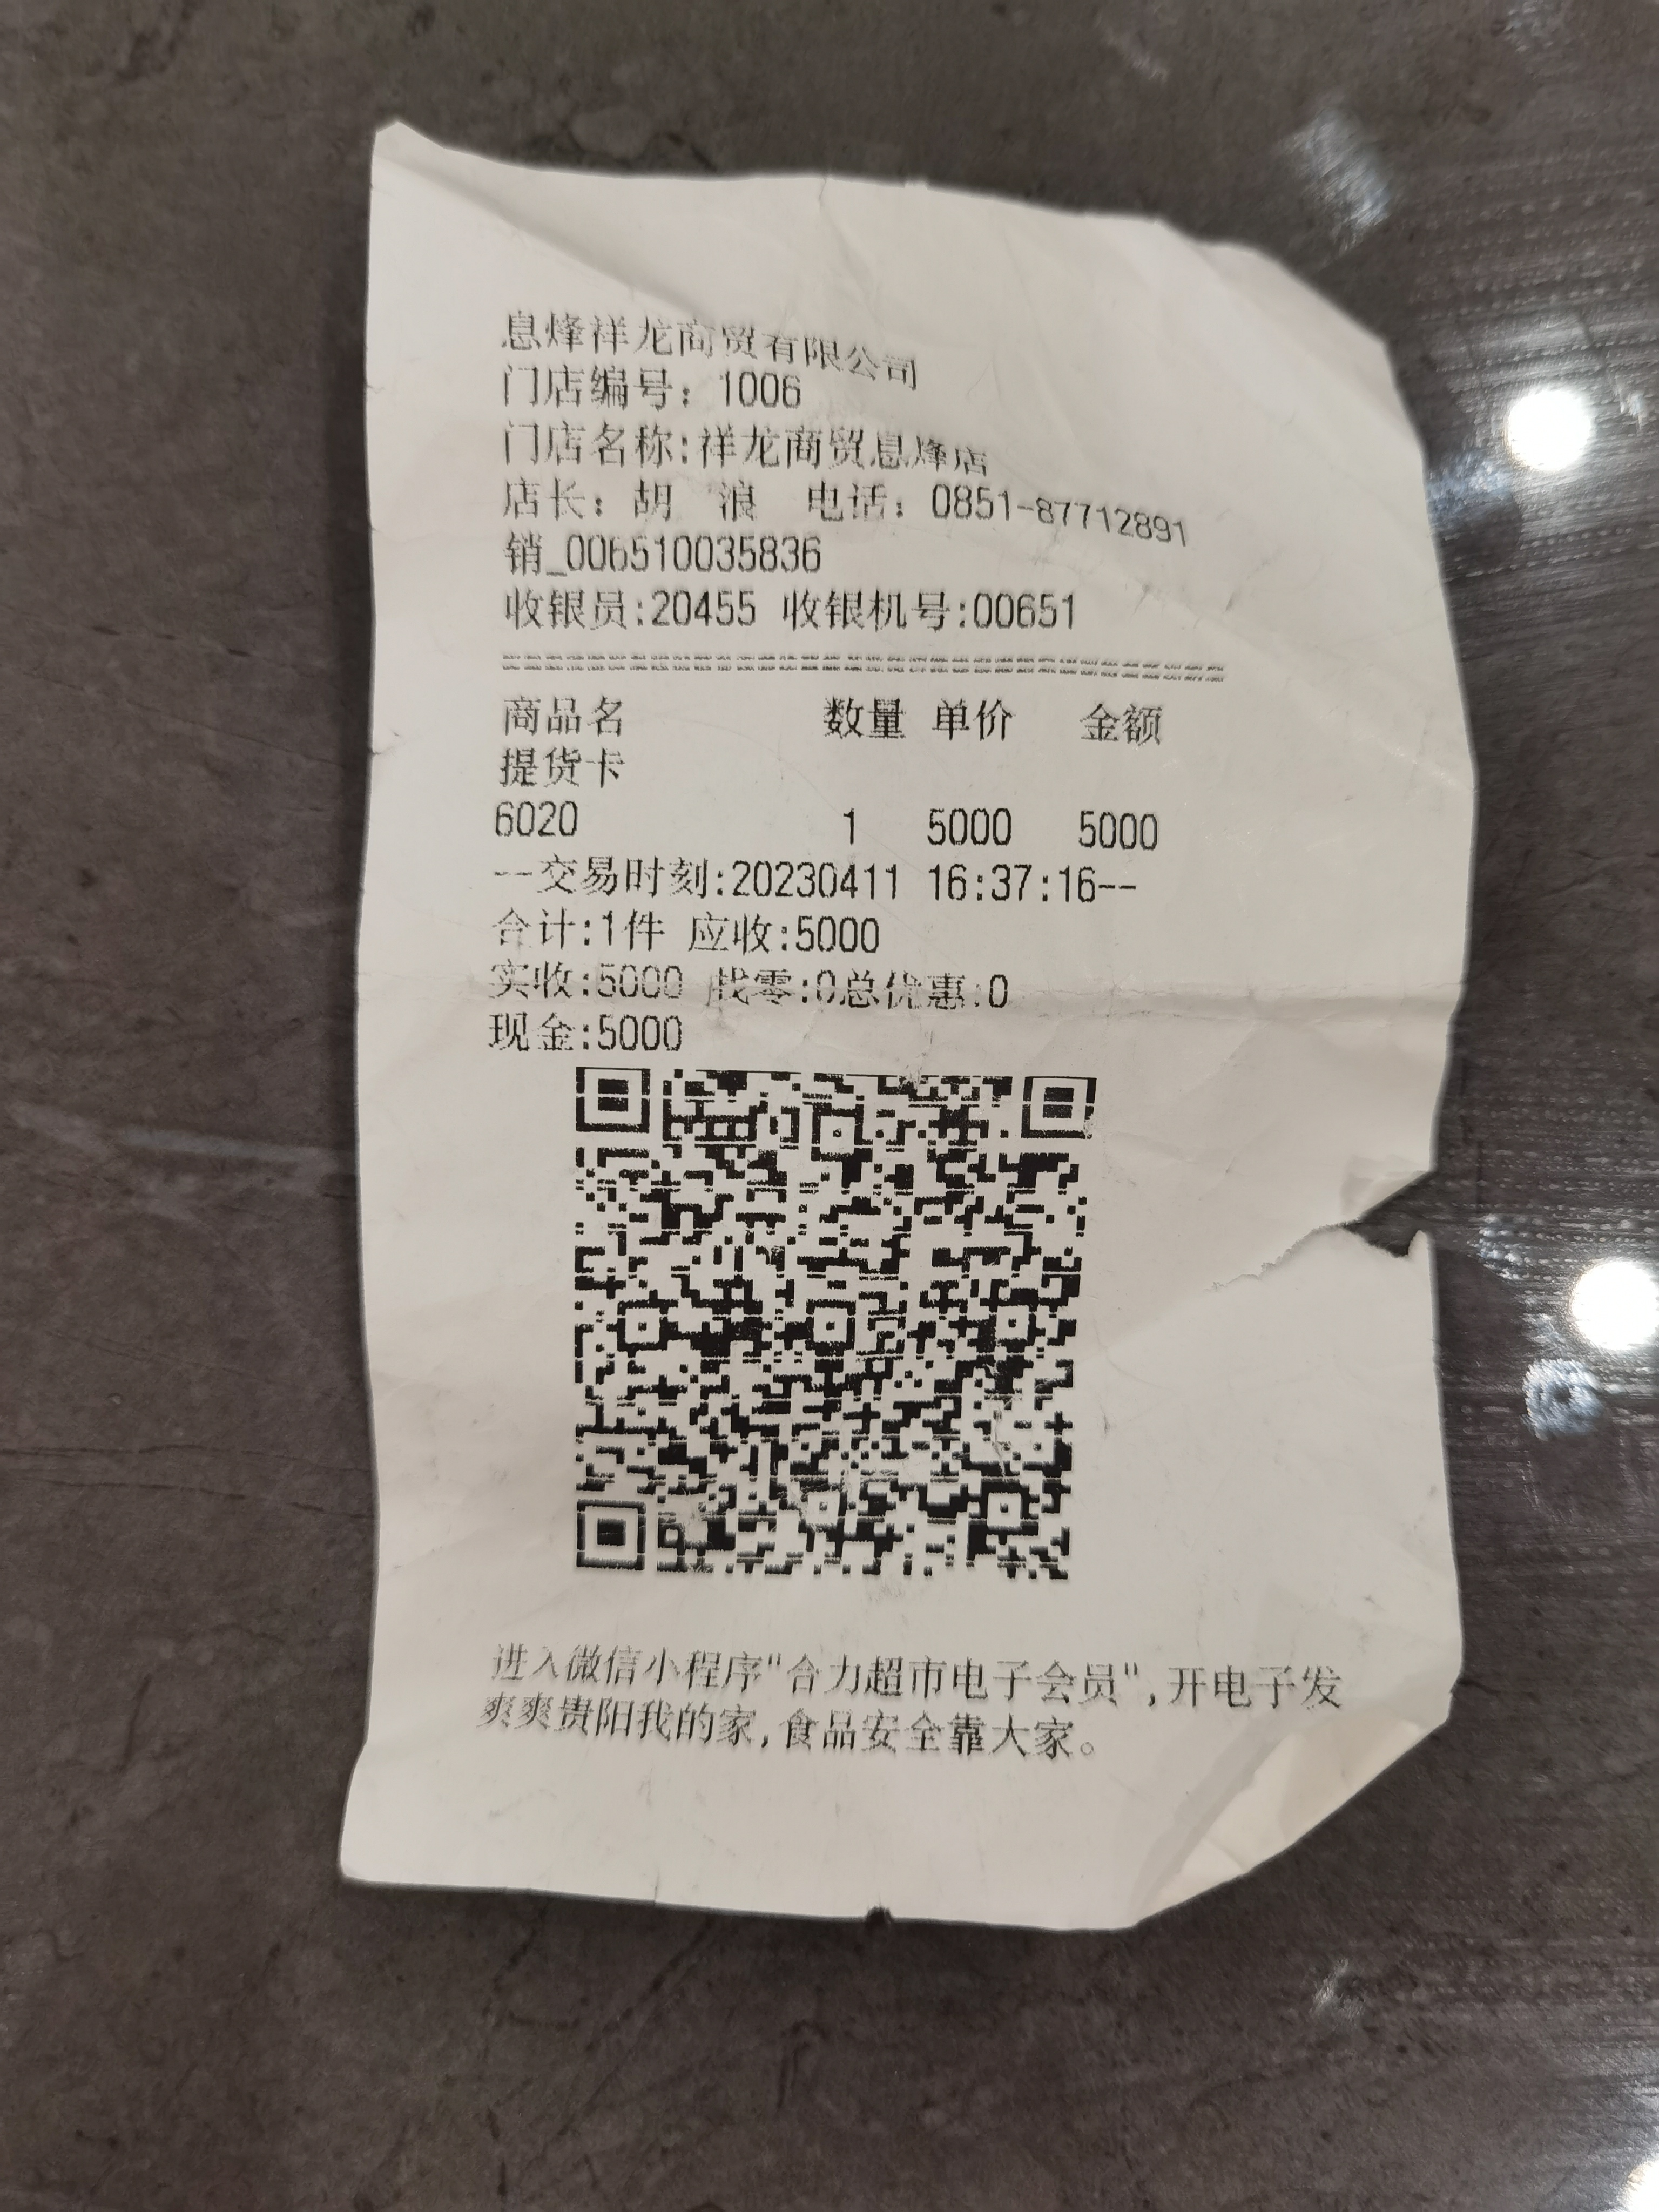 息烽祥龙商贸有限公司
门店编号：1006
门店名称:祥龙商贸息烽店
店长：胡 浪 电话：0851-87712891
销_006510035836
收银员:20455 收银机号:00651
商品名 数量 单价 金额
提货卡
6020 1 5000 5000
--交易时刻:20230411 16:37:16--
合计:1件 应收:5000
实收:5000 找零:0总优惠:0
现金:5000
进入微信小程序"合力超市电子会员",开电子发
爽爽贵阳我的家,食品安全靠大家。